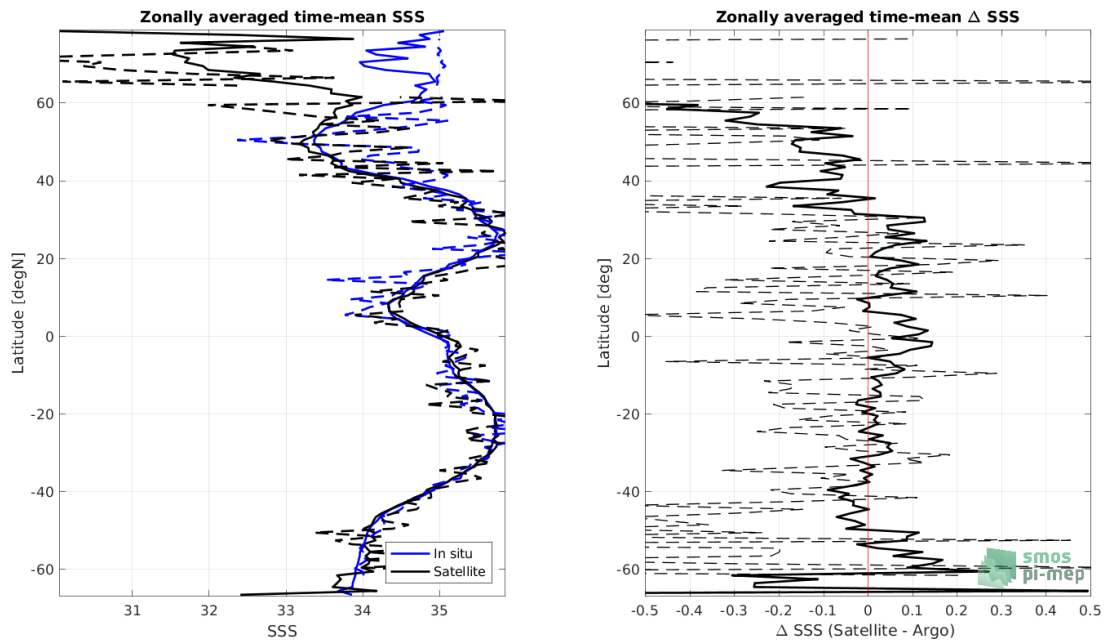 Zonally averaged time-mean SSS
Latitude [degN]
60
40
20
0
-20
-40
-60
31 32 33 34 35
SSS
In situ
Satellite
Zonally averaged time-mean Δ SSS
Latitude [deg]
60
40
20
0
-20
-40
-60
-0.5 -0.4 -0.3 -0.2 -0.1 0 0.1 0.2 0.3 0.4 0.5
Δ SSS (Satellite - Argo)
smos
pi-mep